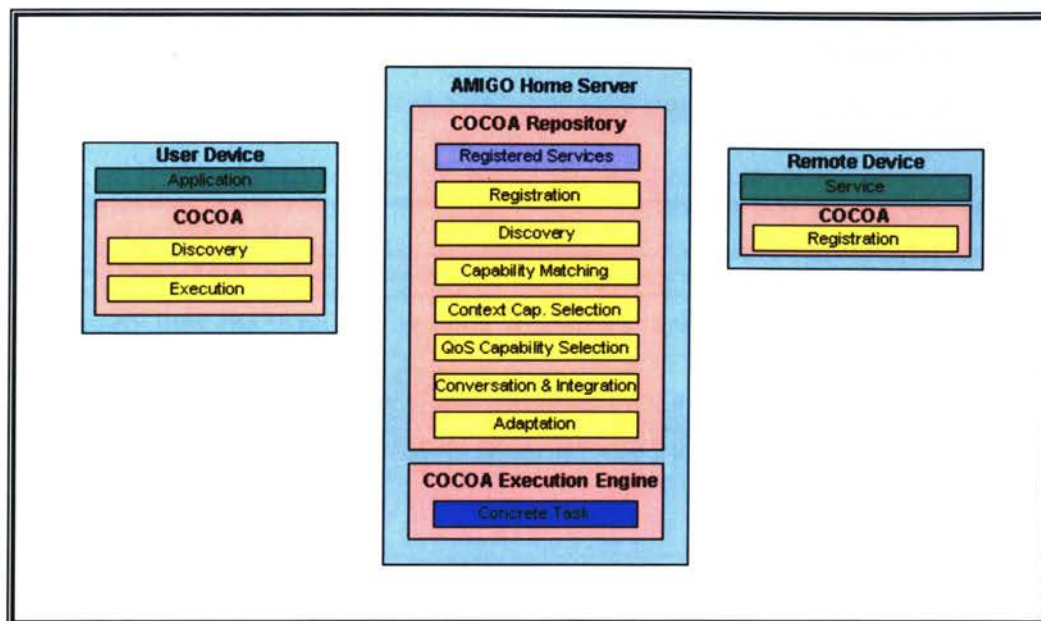 User Device
Application
COCOA
Discovery
Execution
AMIGO Home Server
COCOA Repository
Registered Services
Registration
Discovery
Capability Matching
Context Cap. Selection
QoS Capability Selection
Conversation & Integration
Adaptation
COCOA Execution Engine
Concrete Task
Remote Device
Service
COCOA
Registration